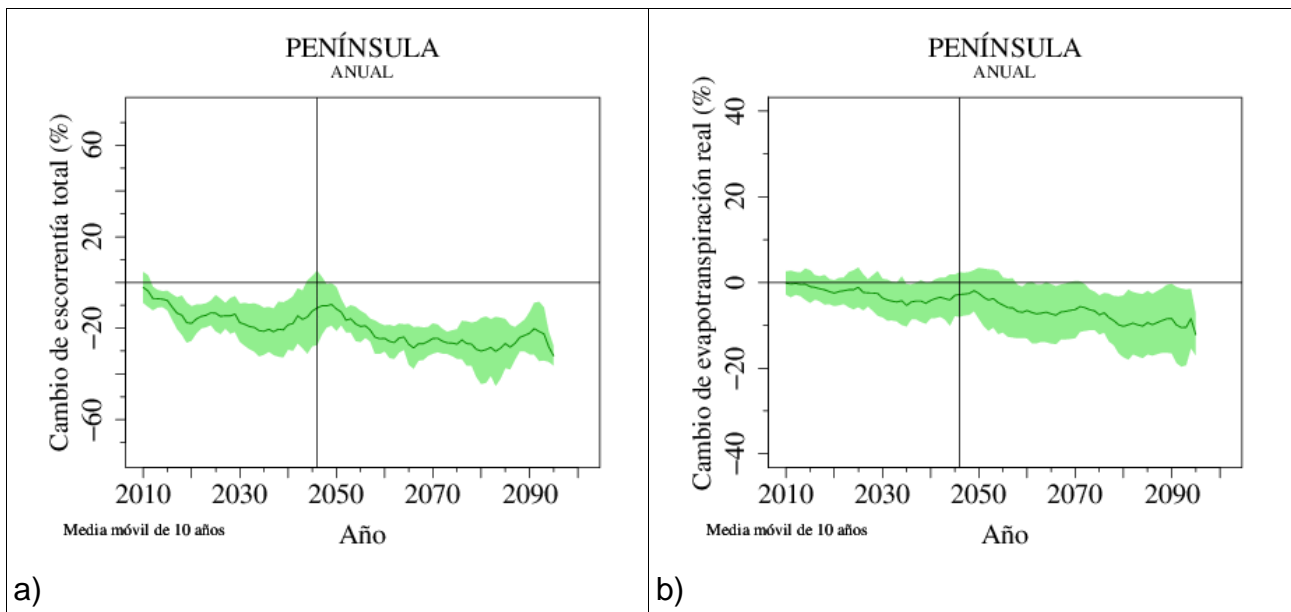 PENÍNSULA
ANUAL
Cambio de escorrentía total (%)
60
20
−20
−60
2010 2030 2050 2070 2090
Media móvil de 10 años
Año
a)
PENÍNSULA
ANUAL
Cambio de evapotranspiración real (%)
40
20
0
−20
−40
2010 2030 2050 2070 2090
Media móvil de 10 años
Año
b)